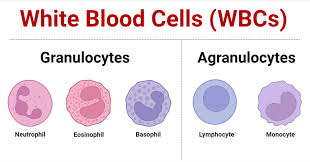 White Blood Cells (WBCs)
Granulocytes
Agranulocytes
Neutrophil
Eosinophil
Basophil
Lymphocyte
Monocyte